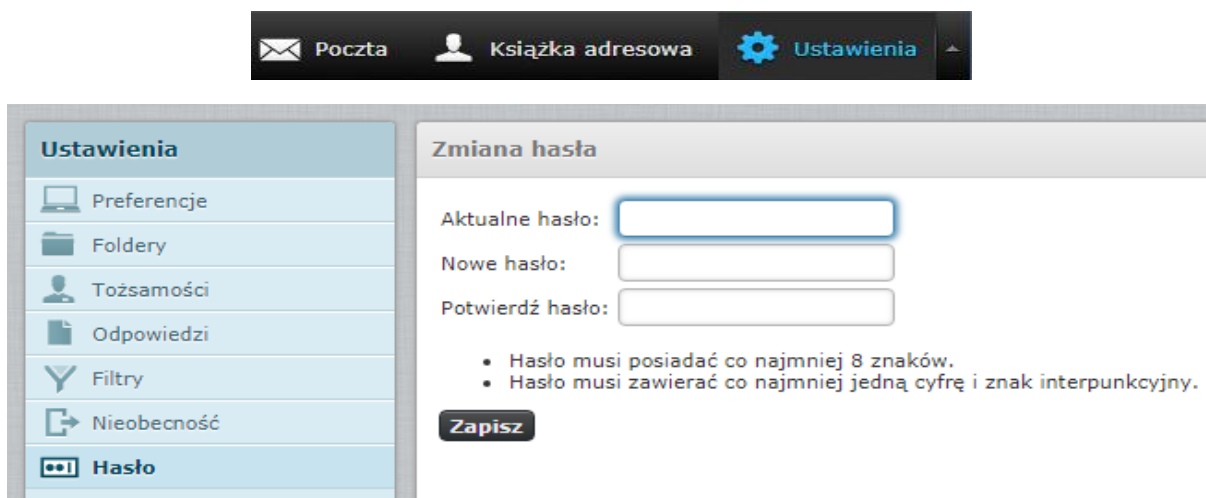 Poczta Książka adresowa Ustawienia
Ustawienia
Preferencje
Foldery
Tożsamości
Odpowiedzi
Filtry
Nieobecność
Hasło
Zmiana hasła
Aktualne hasło:
Nowe hasło:
Potwierdź hasło:
• Hasło musi posiadać co najmniej 8 znaków.
• Hasło musi zawierać co najmniej jedną cyfrę i znak interpunkcyjny.
Zapisz